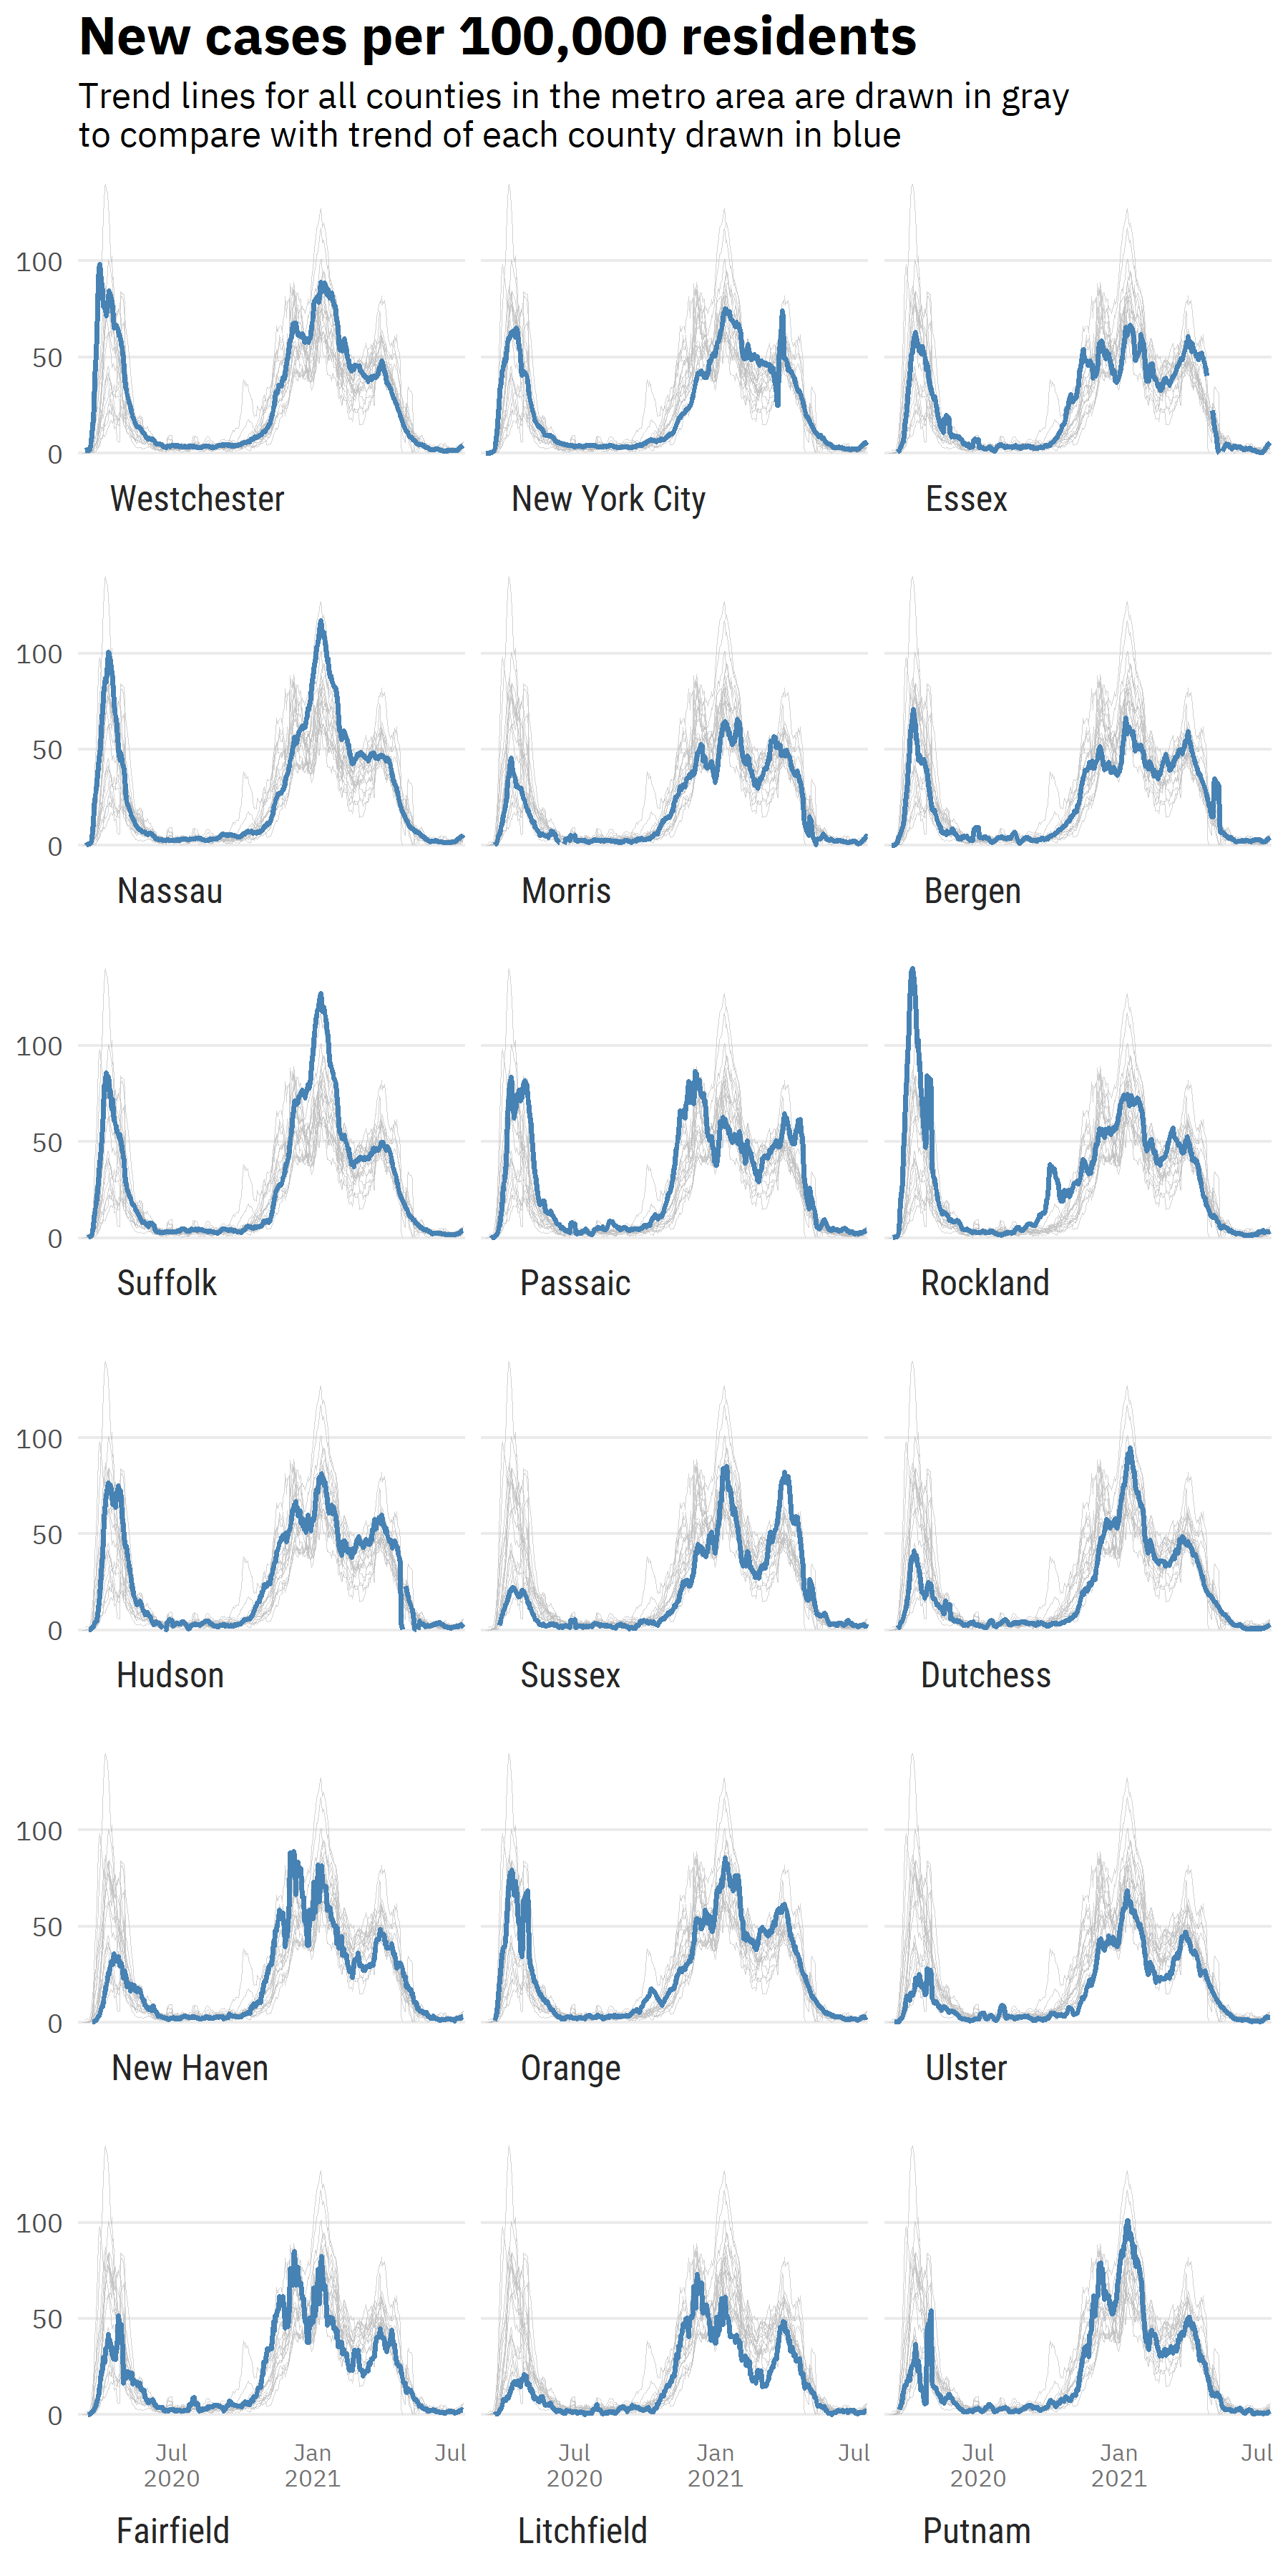 New cases per 100,000 residents
Trend lines for all counties in the metro area are drawn in gray
to compare with trend of each county drawn in blue
100
50
0
Westchester
New York City
Essex
100
50
0
Nassau
Morris
Bergen
100
50
0
Suffolk
Passaic
Rockland
100
50
0
Hudson
Sussex
Dutchess
100
50
0
New Haven
Orange
Ulster
100
50
0
Jul
2020
Jan
2021
Jul
Jul
2020
Jan
2021
Jul
Jul
2020
Jan
2021
Jul
Fairfield
Litchfield
Putnam